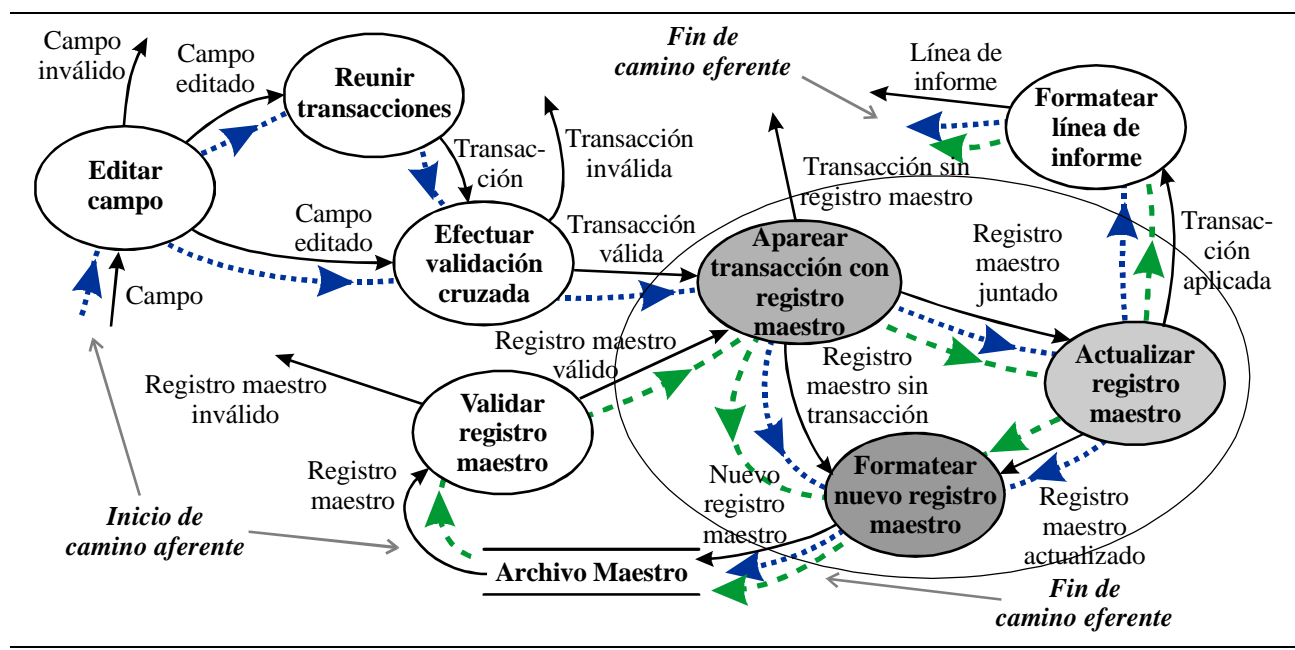 Campo
inválido
Campo
editado
Reunir
transacciones
Fin de
camino eferente
Línea de
informe
Formatear
línea de
informe
Editar
campo
Transac-
ción
Transacción
inválida
Transacción sin
registro maestro
Campo
editado
Efectuar
validación
cruzada
Transacción
válida
Aparear
transacción con
registro
maestro
Registro
maestro
juntado
Transac-
ción
aplicada
Campo
Registro maestro
válido
Registro
maestro sin
transacción
Actualizar
registro
maestro
Registro maestro
inválido
Validar
registro
maestro
Registro
maestro
Nuevo
registro
maestro
Formatear
nuevo registro
maestro
Registro
maestro
actualizado
Inicio de
camino aferente
Archivo Maestro
Fin de
camino eferente